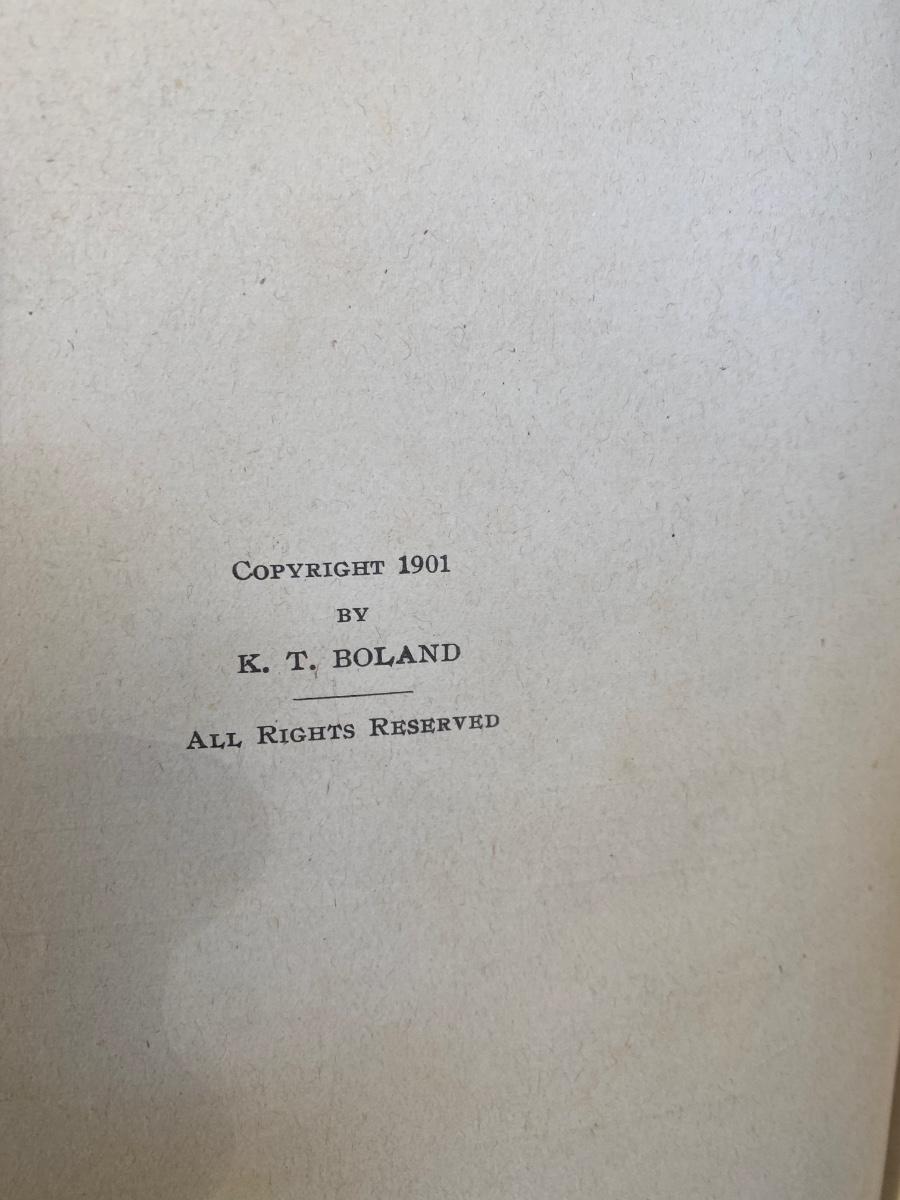 Copyright 1901
by
K. T. BOLAND
All Rights Reserved